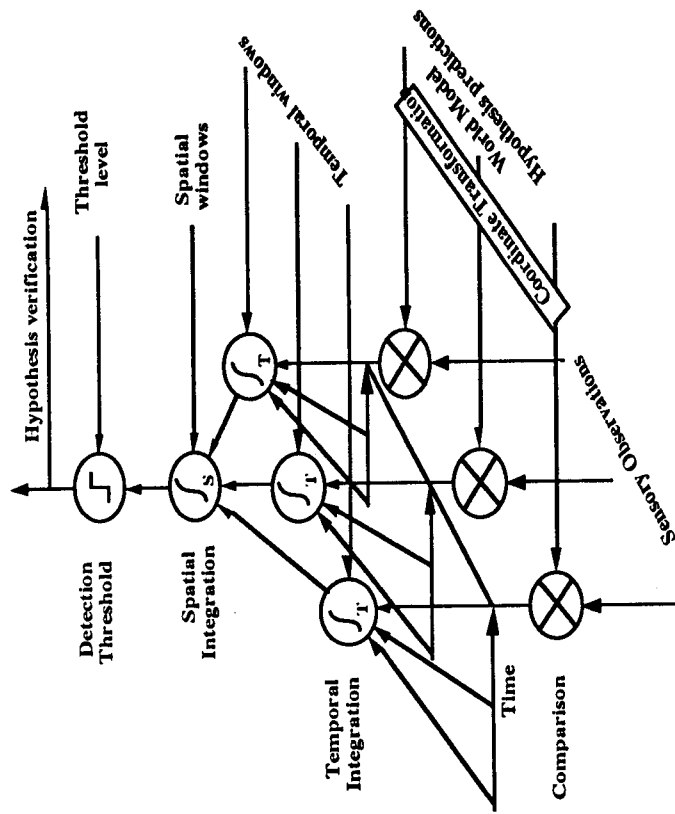 Hypothesis verification
Threshold
level
Detection
Threshold
Spatial
windows
Spatial
Integration
∫S
Temporal windows
∫T
∫T
∫T
Temporal
Integration
Time
Hypothesis predictions
World Model
Coordinate Transformatio
Comparison
Sensory Observations